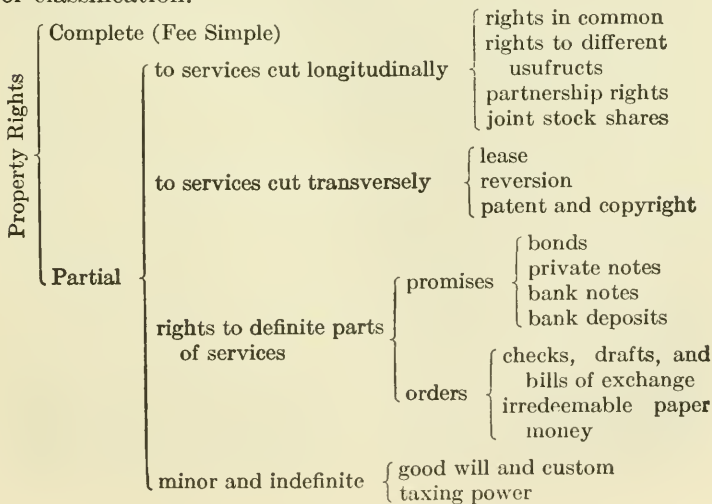 of classification.
Property Rights
Complete (Fee Simple)
Partial
to services cut longitudinally
rights in common
rights to different
usufructs
partnership rights
joint stock shares
to services cut transversely
lease
reversion
patent and copyright
rights to definite parts
of services
promises
bonds
private notes
bank notes
bank deposits
orders
checks, drafts, and
bills of exchange
irredeemable paper
money
minor and indefinite
good will and custom
taxing power